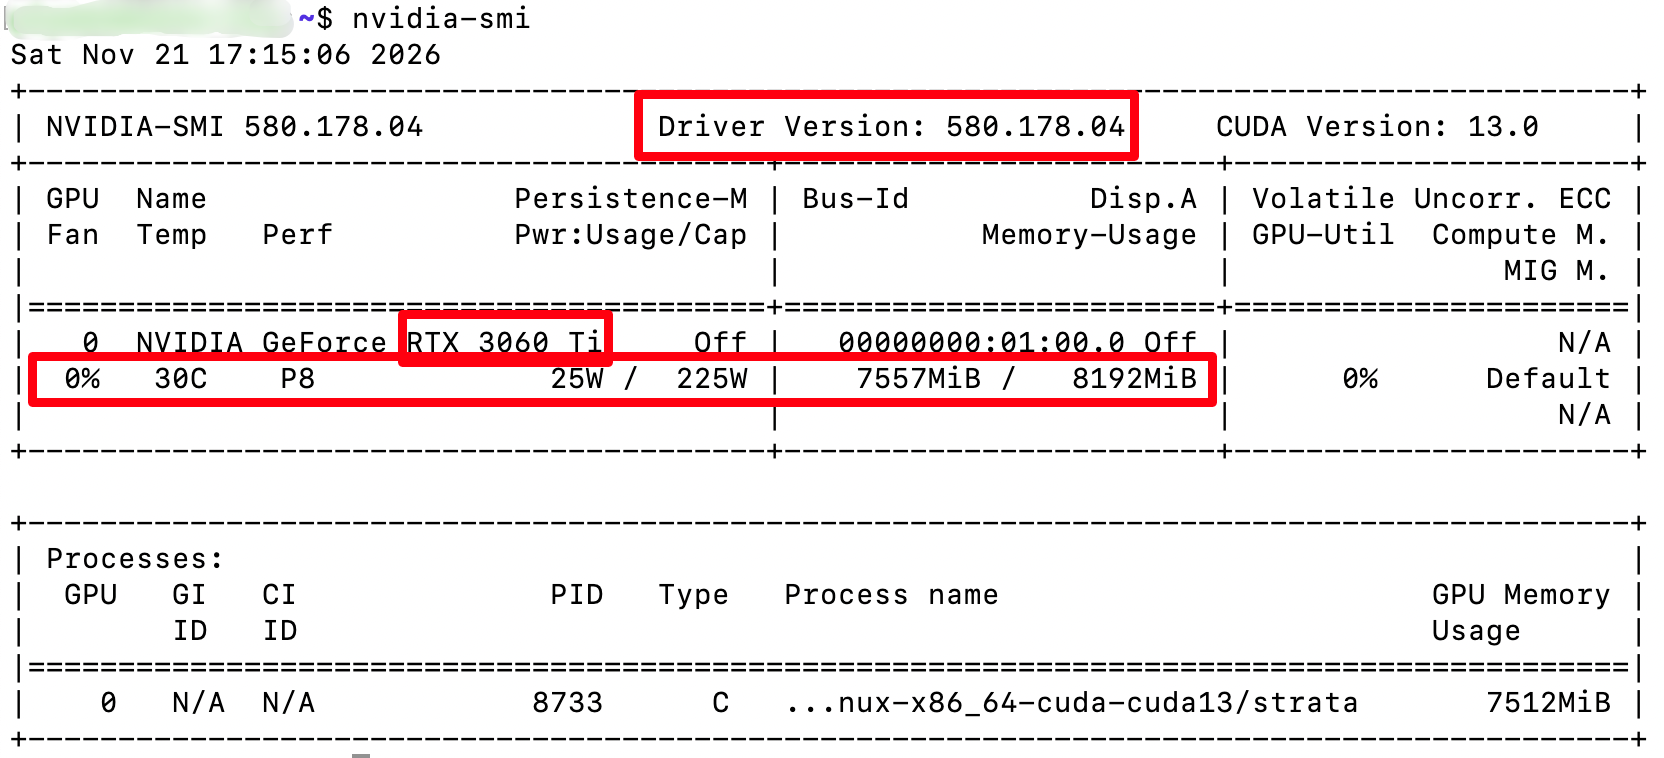 ~$ nvidia-smi
Sat Nov 21 17:15:06 2026
+-----------------------------------------------------------------------------------------+
| NVIDIA-SMI 580.178.04             Driver Version: 580.178.04     CUDA Version: 13.0     |
+-----------------------------------------+------------------------+----------------------+
| GPU  Name                 Persistence-M | Bus-Id          Disp.A | Volatile Uncorr. ECC |
| Fan  Temp   Perf          Pwr:Usage/Cap |           Memory-Usage | GPU-Util  Compute M. |
|                                         |                        |               MIG M. |
|=========================================+========================+======================|
|   0  NVIDIA GeForce RTX 3060 Ti     Off |   00000000:01:00.0 Off |                  N/A |
|  0%   30C    P8             25W /  225W |    7557MiB /   8192MiB |      0%      Default |
|                                         |                        |                  N/A |
+-----------------------------------------+------------------------+----------------------+
+-----------------------------------------------------------------------------------------+
| Processes:                                                                              |
|  GPU   GI   CI              PID   Type   Process name                        GPU Memory |
|        ID   ID                                                               Usage      |
|=========================================================================================|
|    0   N/A  N/A            8733      C   ...nux-x86_64-cuda-cuda13/strata       7512MiB |
+-----------------------------------------------------------------------------------------+